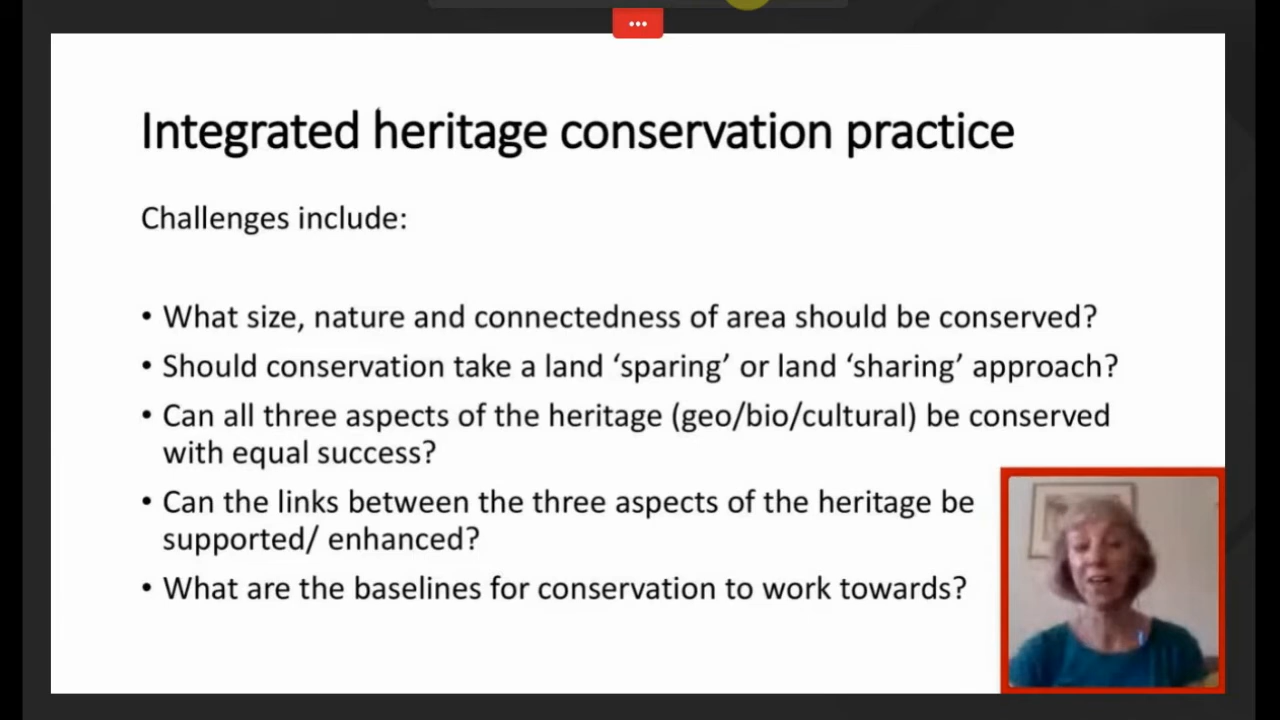 Integrated heritage conservation practice
Challenges include:
• What size, nature and connectedness of area should be conserved?
• Should conservation take a land ‘sparing’ or land ‘sharing’ approach?
• Can all three aspects of the heritage (geo/bio/cultural) be conserved
with equal success?
• Can the links between the three aspects of the heritage be
supported/ enhanced?
• What are the baselines for conservation to work towards?